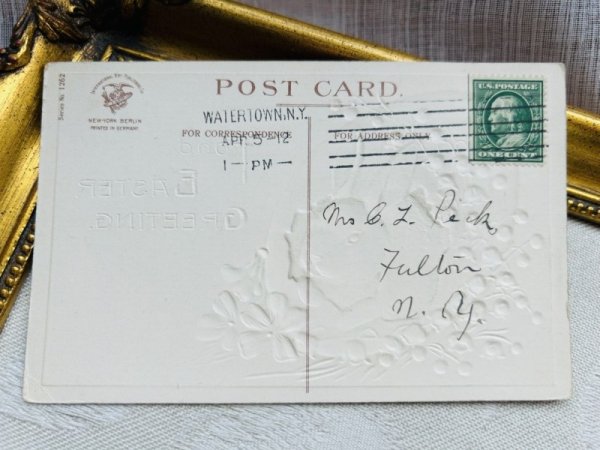 Series No. 1262
NEW-YORK BERLIN
PRINTED IN GERMANY
POST CARD.
WATERTOWN, N.Y.
APR 5-12
1-PM
FOR CORRESPONDENCE
FOR ADDRESS ONLY
U.S. POSTAGE
ONE CENT
EASTER
GREETING.
Mrs C. L. Peck,
Fulton
N. Y.